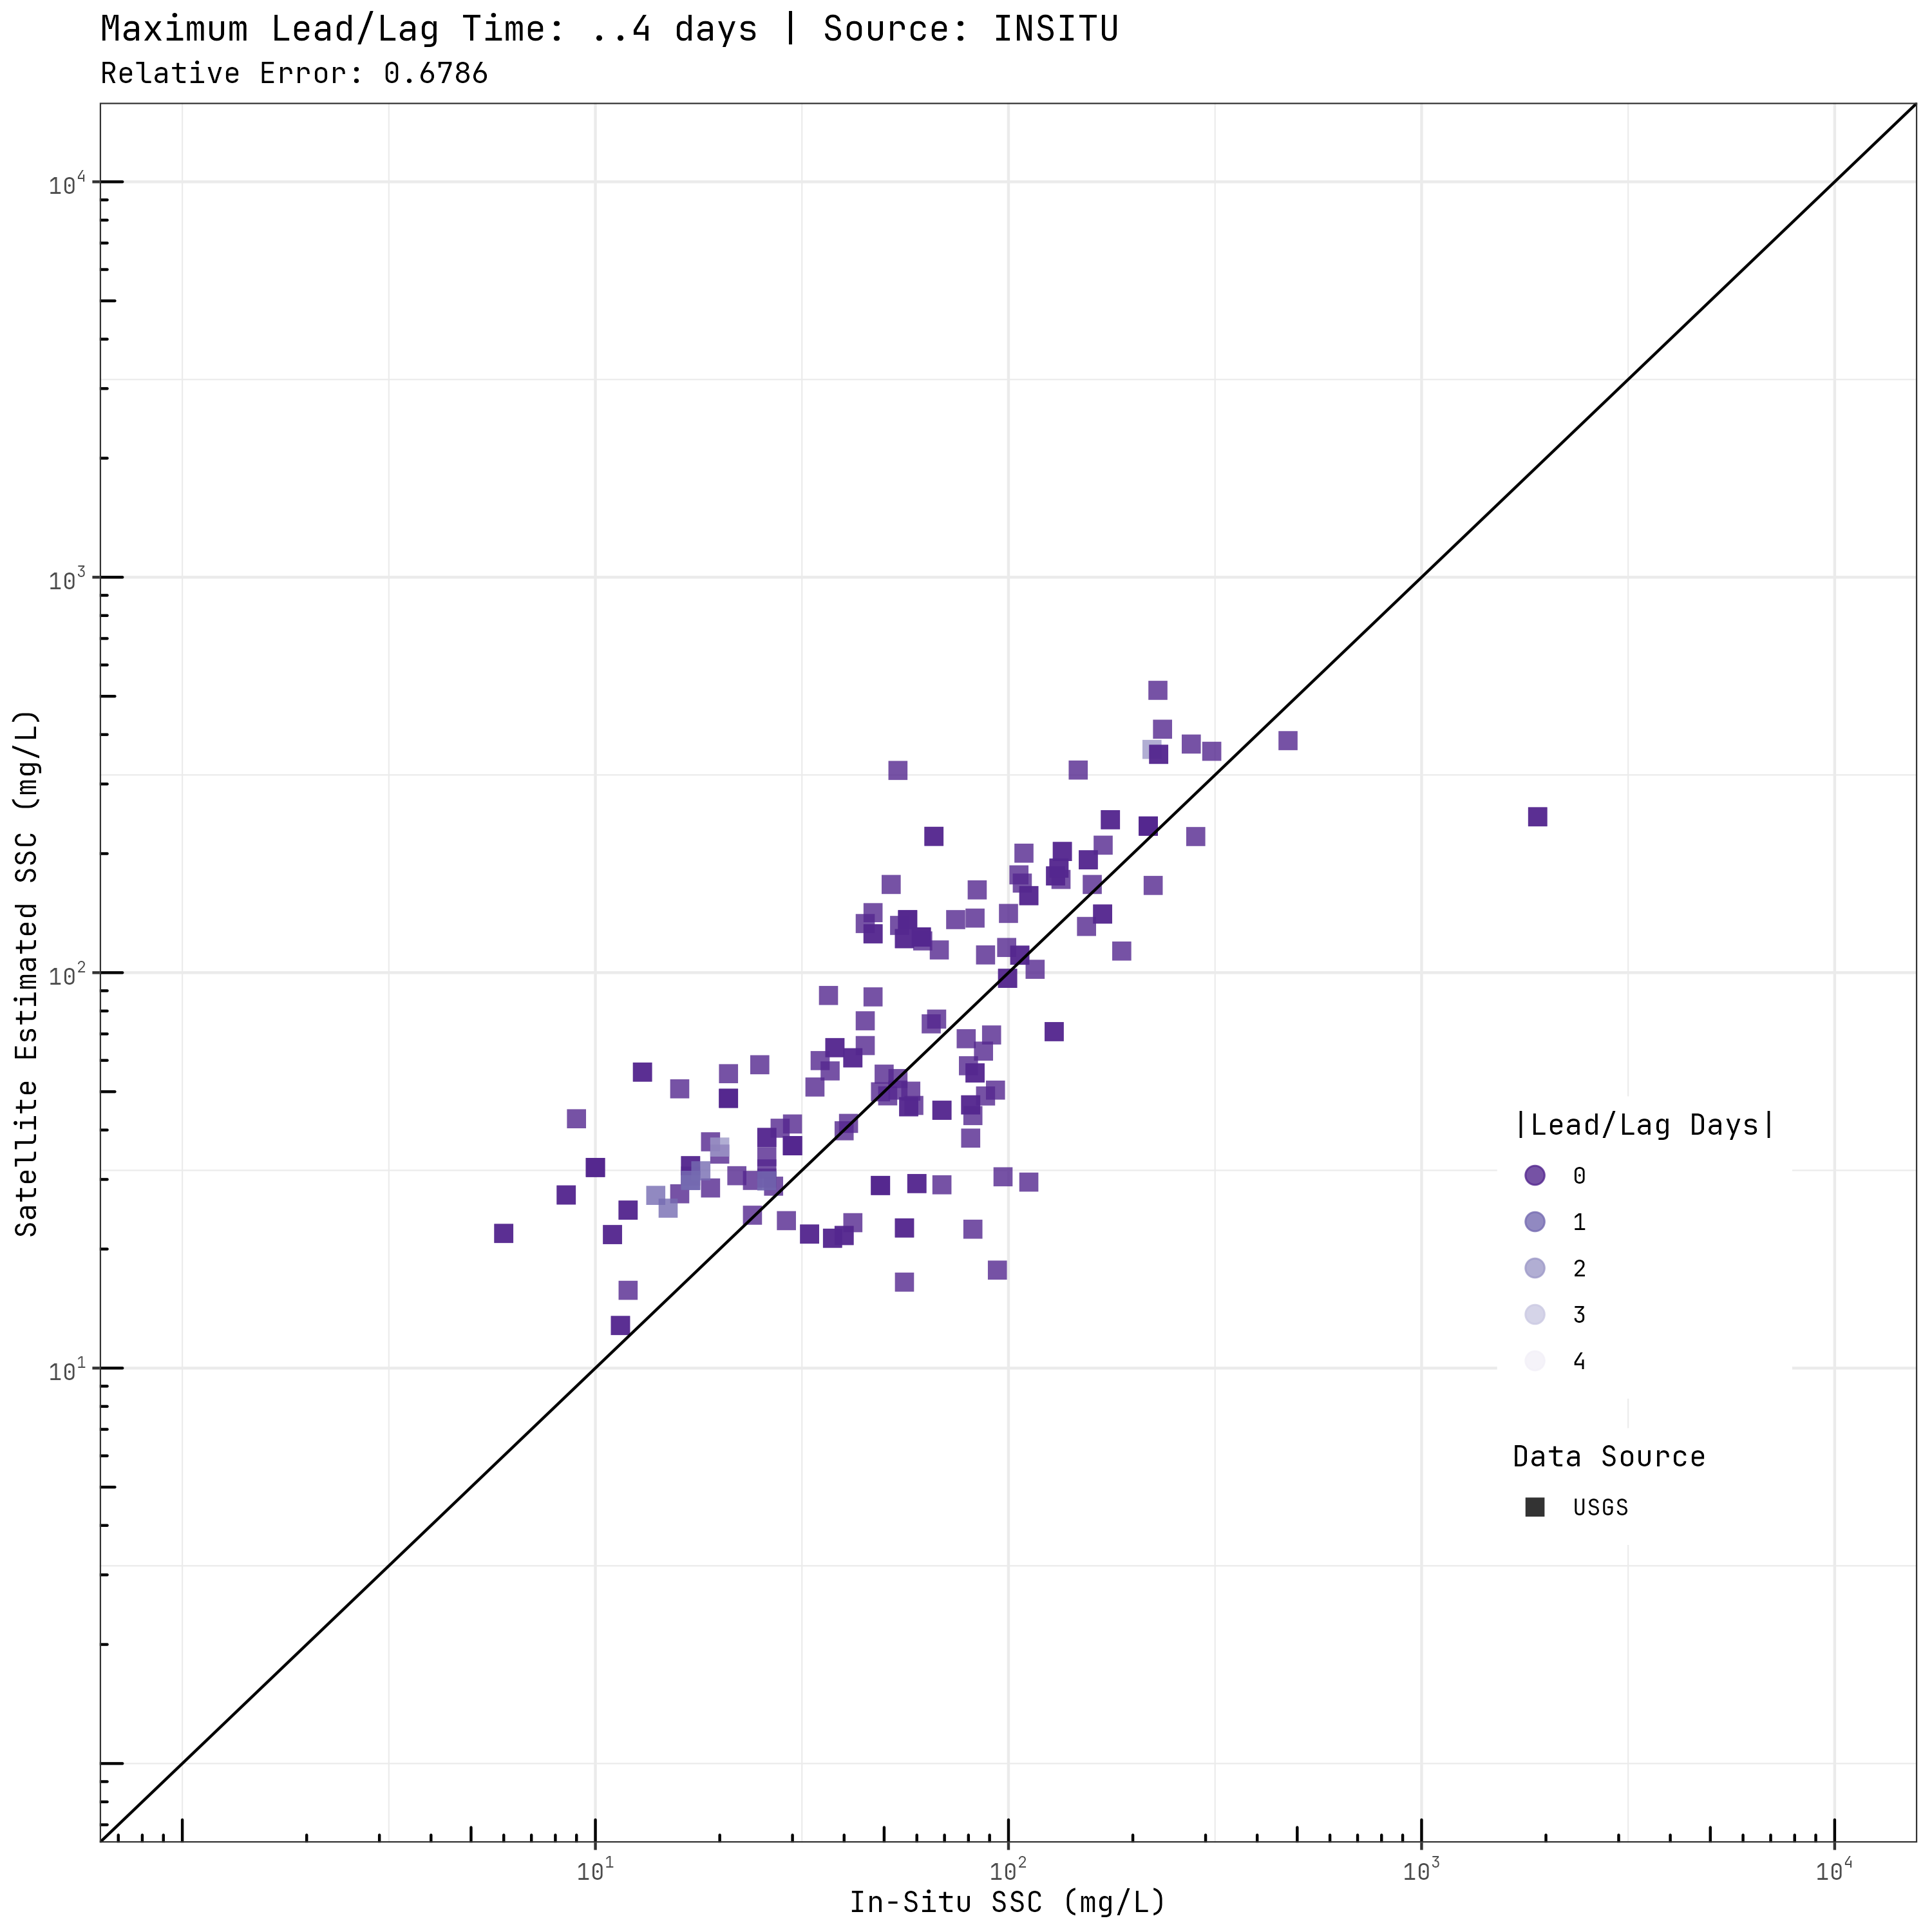 Maximum Lead/Lag Time: ..4 days | Source: INSITU
Relative Error: 0.6786
10⁴
10³
10²
10¹
Satellite Estimated SSC (mg/L)
|Lead/Lag Days|
0
1
2
3
4
Data Source
USGS
10¹ 10² 10³ 10⁴
In-Situ SSC (mg/L)